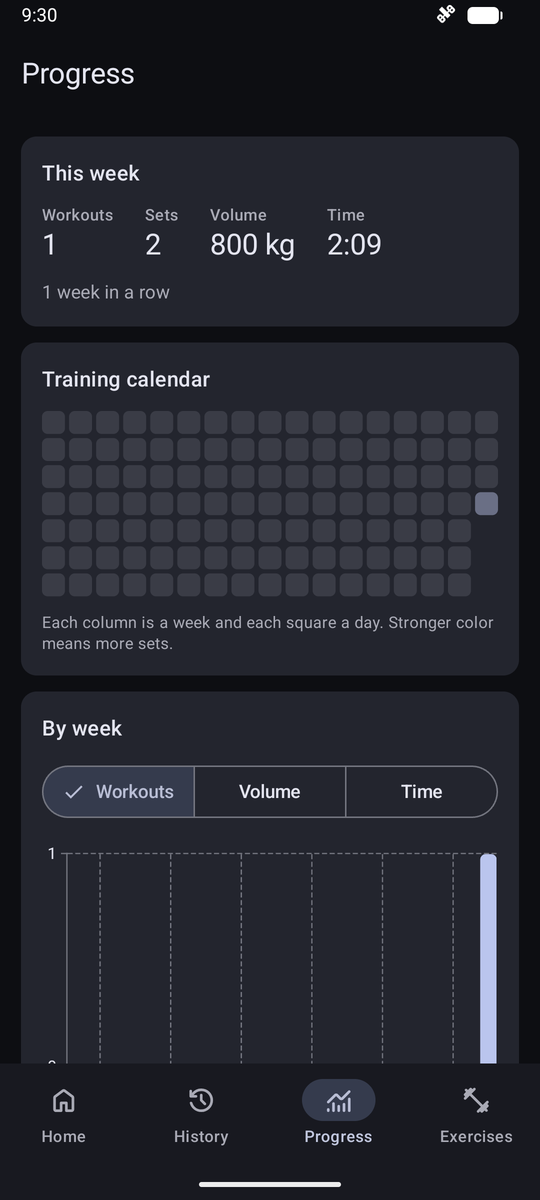 9:30
Progress
This week
Workouts Sets Volume Time
1 2 800 kg 2:09
1 week in a row
Training calendar
Each column is a week and each square a day. Stronger color
means more sets.
By week
Workouts Volume Time
1
Home History Progress Exercises